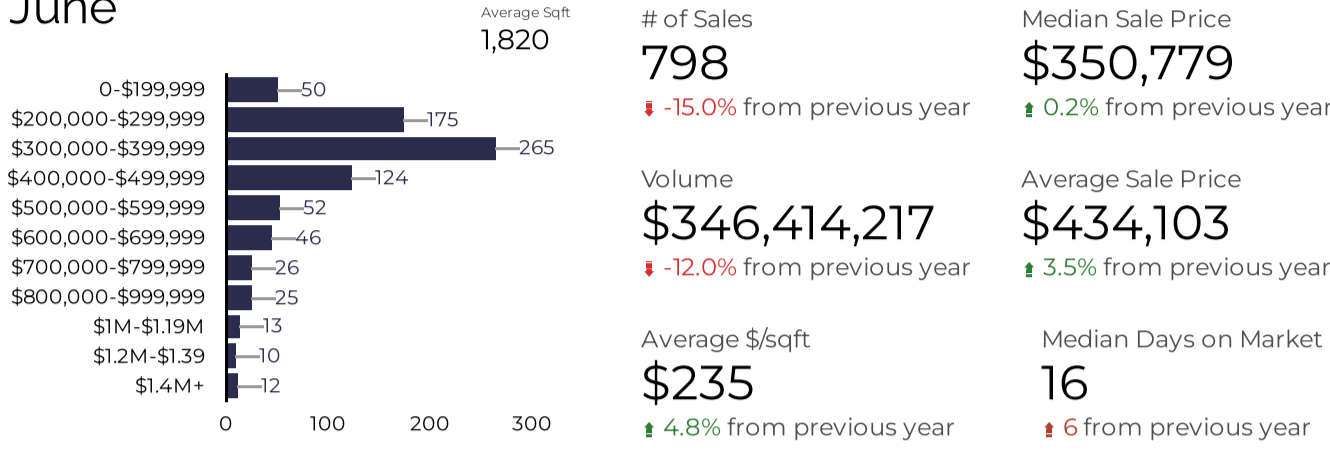 June
Average Sqft
1,820
0-$199,999 50
$200,000-$299,999 175
$300,000-$399,999 265
$400,000-$499,999 124
$500,000-$599,999 52
$600,000-$699,999 46
$700,000-$799,999 26
$800,000-$999,999 25
$1M-$1.19M 13
$1.2M-$1.39 10
$1.4M+ 12
0 100 200 300
# of Sales
798
-15.0% from previous year
Median Sale Price
$350,779
0.2% from previous year
Volume
$346,414,217
-12.0% from previous year
Average Sale Price
$434,103
3.5% from previous year
Average $/sqft
$235
4.8% from previous year
Median Days on Market
16
6 from previous year